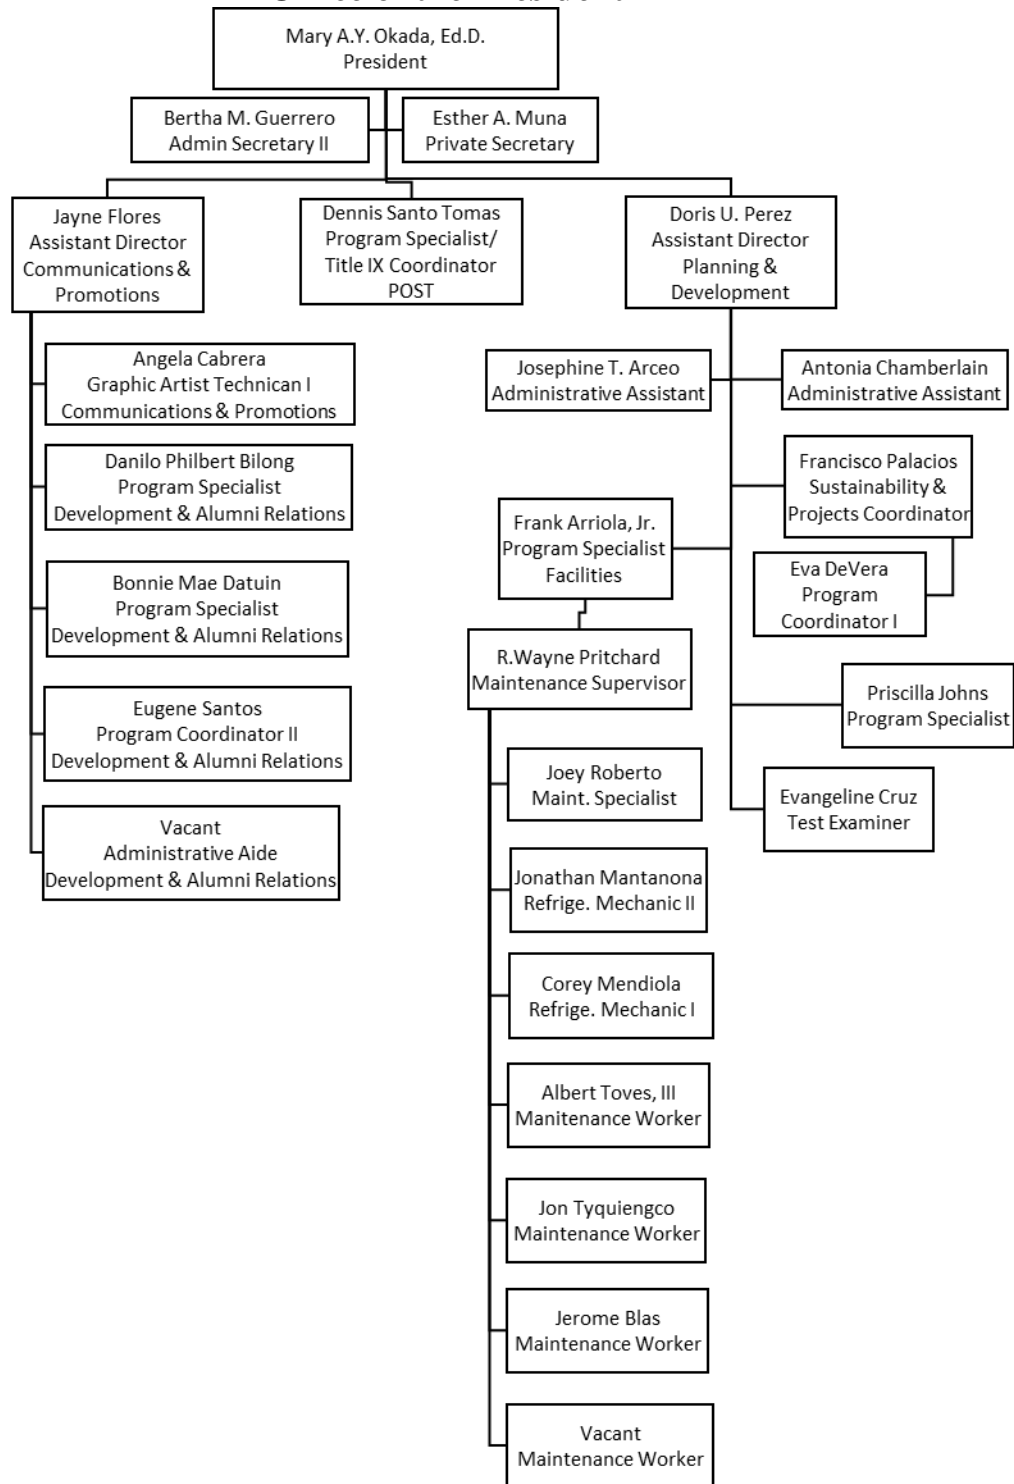 Mary A.Y. Okada, Ed.D.
President
Bertha M. Guerrero
Admin Secretary II
Esther A. Muna
Private Secretary
Jayne Flores
Assistant Director
Communications &
Promotions
Dennis Santo Tomas
Program Specialist/
Title IX Coordinator
POST
Doris U. Perez
Assistant Director
Planning &
Development
Angela Cabrera
Graphic Artist Technican I
Communications & Promotions
Danilo Philbert Bilong
Program Specialist
Development & Alumni Relations
Bonnie Mae Datuin
Program Specialist
Development & Alumni Relations
Eugene Santos
Program Coordinator II
Development & Alumni Relations
Vacant
Administrative Aide
Development & Alumni Relations
Josephine T. Arceo
Administrative Assistant
Antonia Chamberlain
Administrative Assistant
Francisco Palacios
Sustainability &
Projects Coordinator
Eva DeVera
Program
Coordinator I
Frank Arriola, Jr.
Program Specialist
Facilities
R.Wayne Pritchard
Maintenance Supervisor
Priscilla Johns
Program Specialist
Evangeline Cruz
Test Examiner
Joey Roberto
Maint. Specialist
Jonathan Mantanona
Refrige. Mechanic II
Corey Mendiola
Refrige. Mechanic I
Albert Toves, III
Manitenance Worker
Jon Tyquiengco
Maintenance Worker
Jerome Blas
Maintenance Worker
Vacant
Maintenance Worker